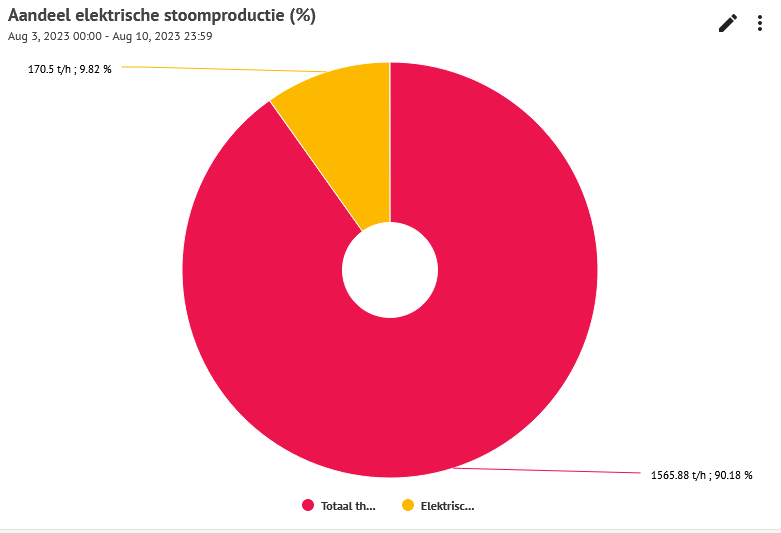 Aandeel elektrische stoomproductie (%)
Aug 3, 2023 00:00 - Aug 10, 2023 23:59
170.5 t/h ; 9.82 %
1565.88 t/h ; 90.18 %
Totaal th... Elektrisc...